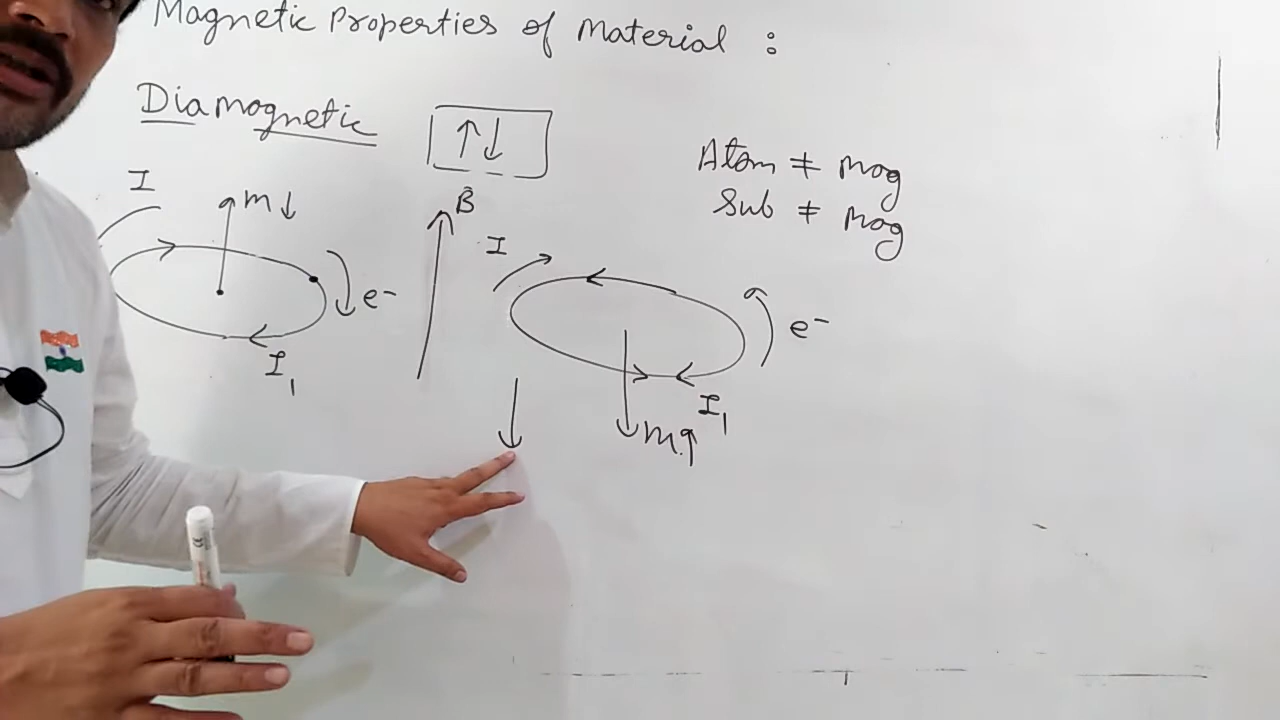 Magnetic Properties of Material :
Diamagnetic
↑↓
Atom ≠ mag
Sub ≠ mag
I
m↓
B
I
e-
e-
I1
I1
m↑